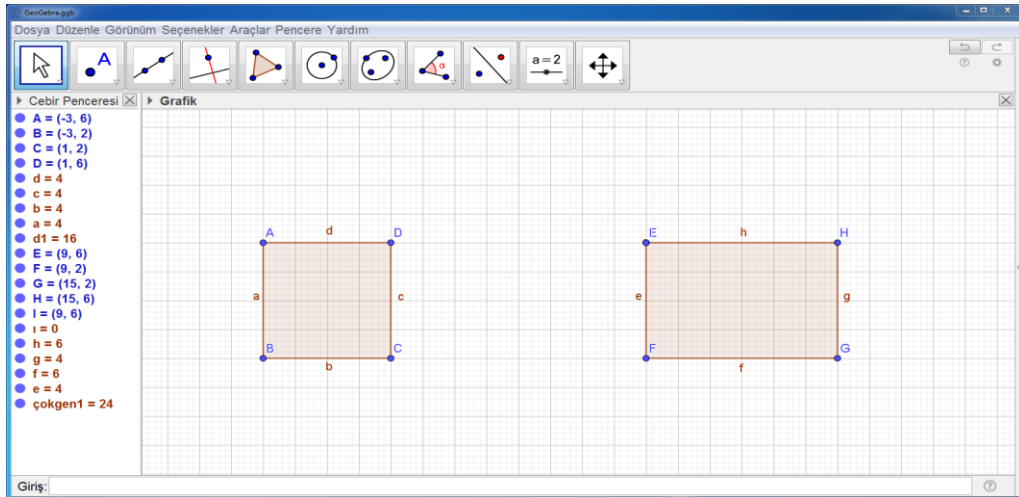 GeoGebra.ggb
Dosya Düzenle Görünüm Seçenekler Araçlar Pencere Yardım
A α a = 2
Cebir Penceresi
Grafik
A = (-3, 6)
B = (-3, 2)
C = (1, 2)
D = (1, 6)
d = 4
c = 4
b = 4
a = 4
d1 = 16
E = (9, 6)
F = (9, 2)
G = (15, 2)
H = (15, 6)
I = (9, 6)
ı = 0
h = 6
g = 4
f = 6
e = 4
çokgen1 = 24
A d D
a c
B C
b
E h H
e g
F G
f
Giriş: